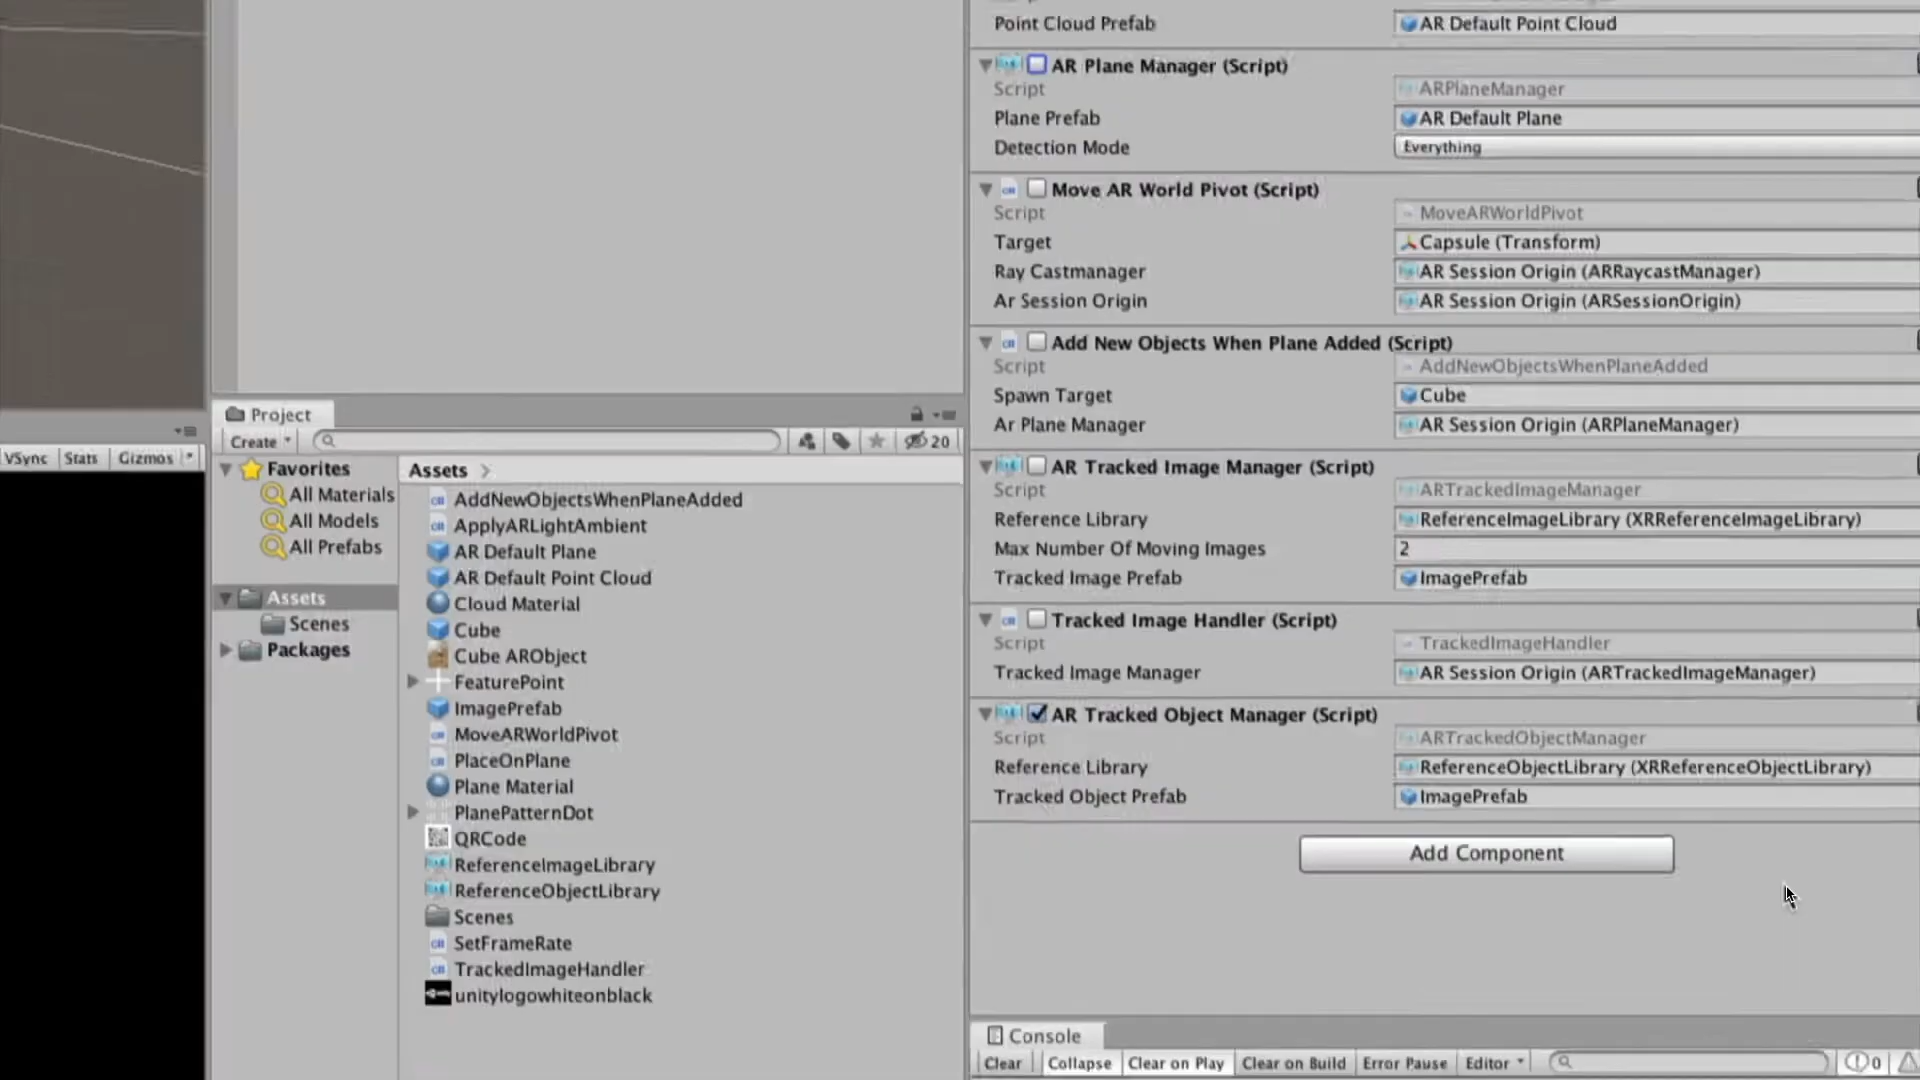 VSync
Stats
Gizmos
Project
Create
20
Favorites
All Materials
All Models
All Prefabs
Assets
Scenes
Packages
Assets
AddNewObjectsWhenPlaneAdded
ApplyARLightAmbient
AR Default Plane
AR Default Point Cloud
Cloud Material
Cube
Cube ARObject
FeaturePoint
ImagePrefab
MoveARWorldPivot
PlaceOnPlane
Plane Material
PlanePatternDot
QRCode
ReferenceImageLibrary
ReferenceObjectLibrary
Scenes
SetFrameRate
TrackedImageHandler
unitylogowhiteonblack
Point Cloud Prefab AR Default Point Cloud
AR Plane Manager (Script)
Script ARPlaneManager
Plane Prefab AR Default Plane
Detection Mode Everything
Move AR World Pivot (Script)
Script MoveARWorldPivot
Target Capsule (Transform)
Ray Castmanager AR Session Origin (ARRaycastManager)
Ar Session Origin AR Session Origin (ARSessionOrigin)
Add New Objects When Plane Added (Script)
Script AddNewObjectsWhenPlaneAdded
Spawn Target Cube
Ar Plane Manager AR Session Origin (ARPlaneManager)
AR Tracked Image Manager (Script)
Script ARTrackedImageManager
Reference Library ReferenceImageLibrary (XRReferenceImageLibrary)
Max Number Of Moving Images 2
Tracked Image Prefab ImagePrefab
Tracked Image Handler (Script)
Script TrackedImageHandler
Tracked Image Manager AR Session Origin (ARTrackedImageManager)
AR Tracked Object Manager (Script)
Script ARTrackedObjectManager
Reference Library ReferenceObjectLibrary (XRReferenceObjectLibrary)
Tracked Object Prefab ImagePrefab
Add Component
Console
Clear Collapse Clear on Play Clear on Build Error Pause Editor 0